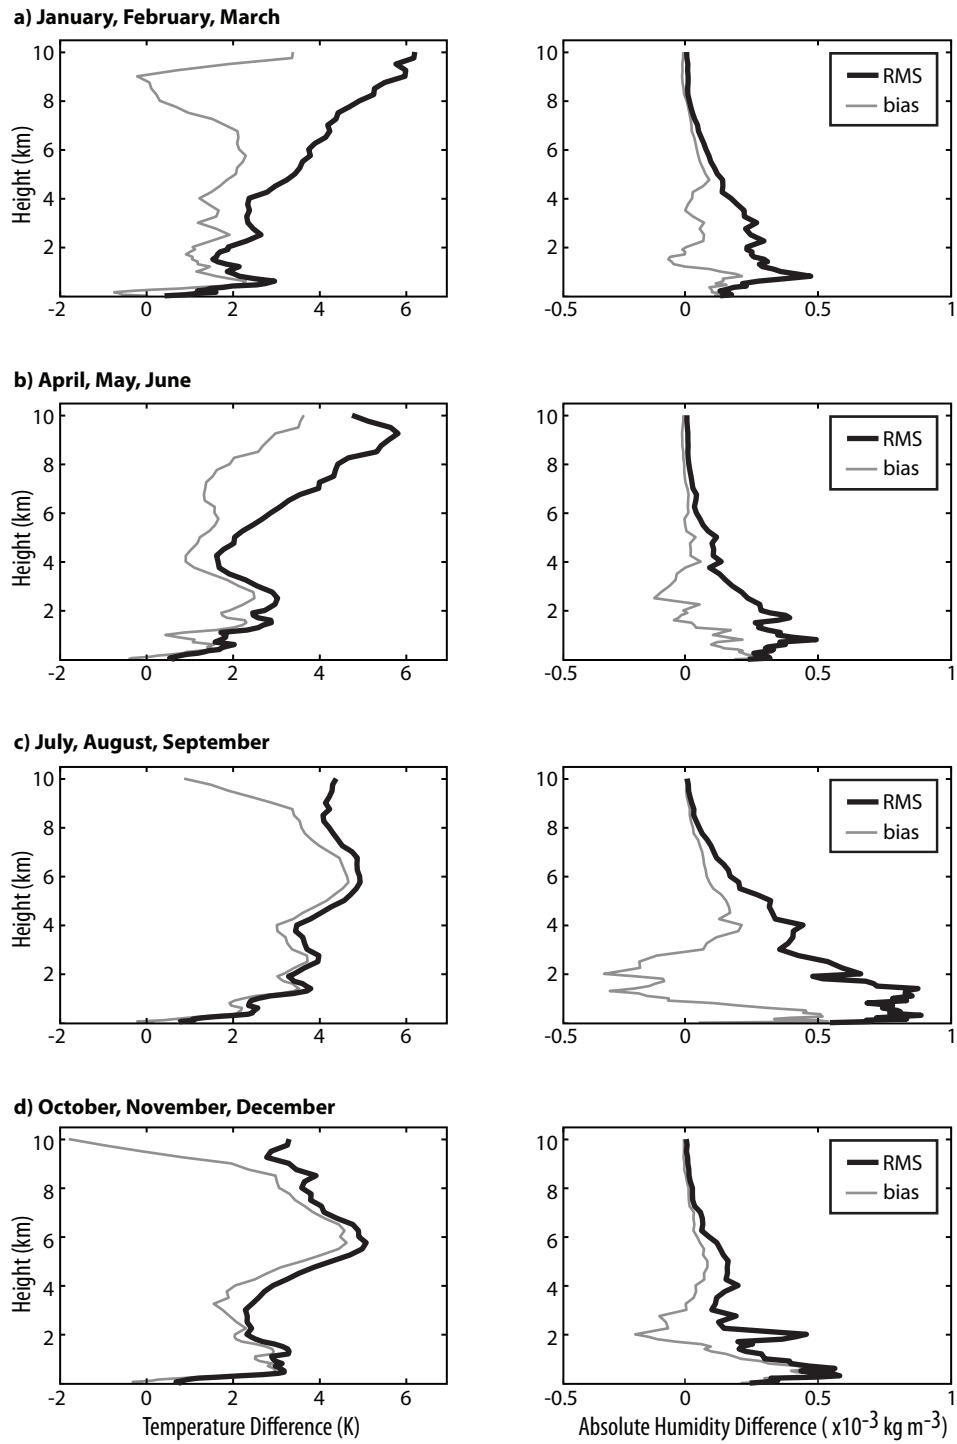 a) January, February, March
10
8
6
4
2
Height (km)
-2 0 2 4 6
RMS
bias
-0.5 0 0.5 1
10
8
6
4
2
b) April, May, June
10
8
6
4
2
Height (km)
-2 0 2 4 6
RMS
bias
10
8
6
4
2
-0.5 0 0.5 1
c) July, August, September
10
8
6
4
2
Height (km)
-2 0 2 4 6
RMS
bias
10
8
6
4
2
-0.5 0 0.5 1
d) October, November, December
10
8
6
4
2
Height (km)
-2 0 2 4 6
Temperature Difference (K)
RMS
bias
10
8
6
4
2
-0.5 0 0.5 1
Absolute Humidity Difference ( x10⁻³ kg m⁻³)